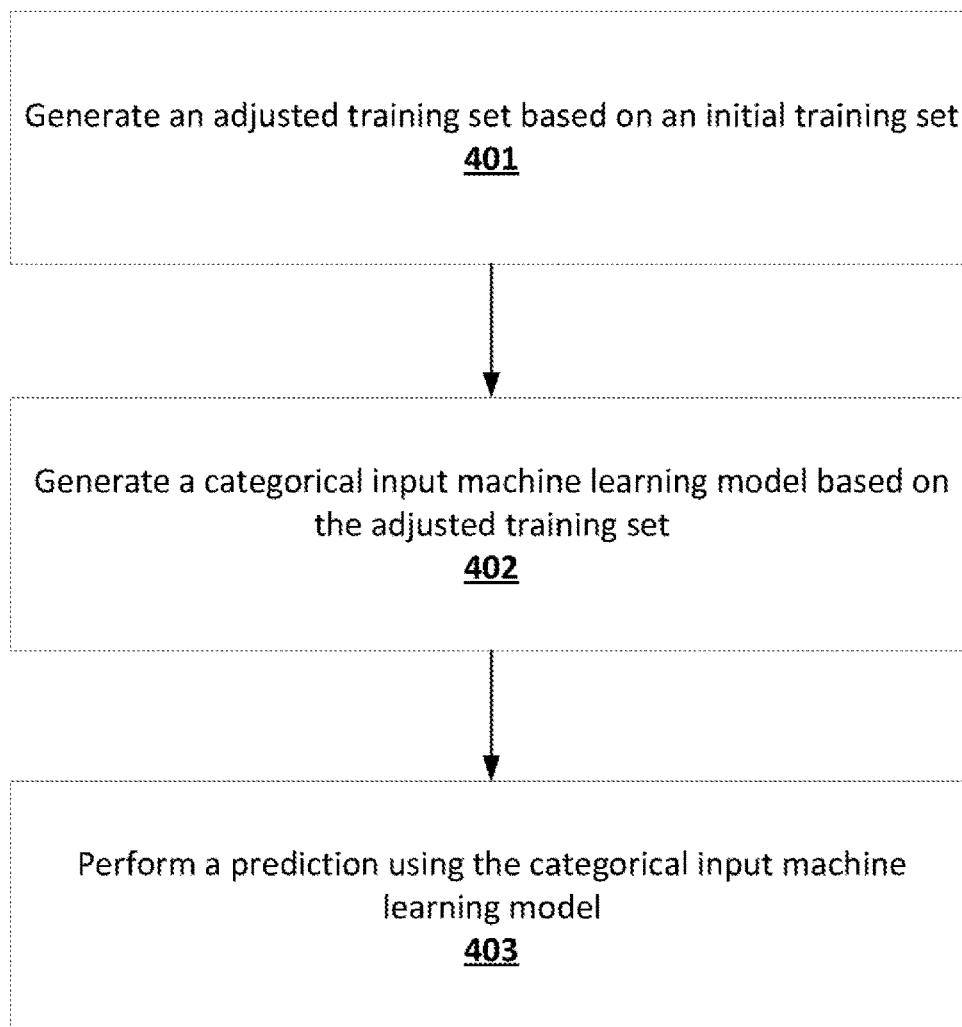 Generate an adjusted training set based on an initial training set
401
Generate a categorical input machine learning model based on
the adjusted training set
402
Perform a prediction using the categorical input machine
learning model
403